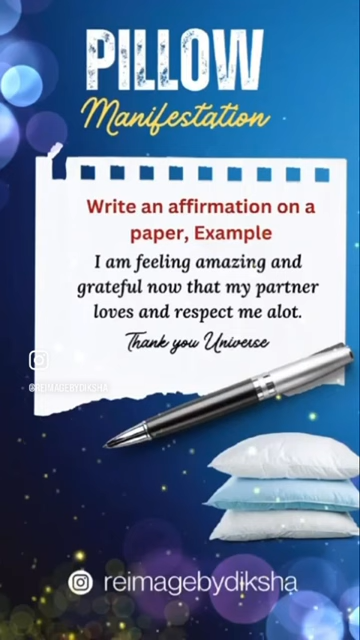 PILLOW
Manifestation
Write an affirmation on a
paper, Example
I am feeling amazing and
grateful now that my partner
loves and respect me alot.
Thank you Universe
@REIMAGEBYDIKSHA
reimagebydiksha